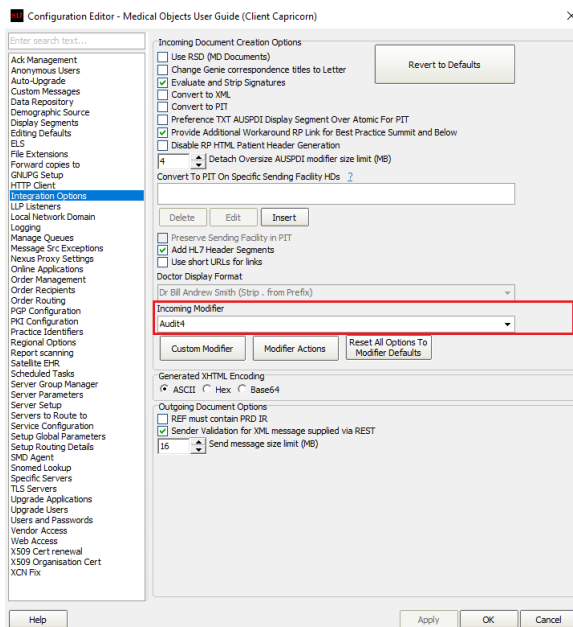 Configuration Editor - Medical Objects User Guide (Client Capricorn)
Enter search text...
Ack Management
Anonymous Users
Auto-Upgrade
Custom Messages
Data Repository
Demographic Source
Display Segments
Editing Defaults
ELS
File Extensions
Forward copies to
GNUPG Setup
HTTP Client
Integration Options
LLP Listeners
Local Network Domain
Logging
Manage Queues
Message Src Exceptions
Nexus Proxy Settings
Online Applications
Order Management
Order Recipients
Order Routing
PGP Configuration
PKI Configuration
Practice Identifiers
Regional Options
Report scanning
Satellite EHR
Scheduled Tasks
Server Group Manager
Server Parameters
Server Setup
Servers to Route to
Service Configuration
Setup Global Parameters
Setup Routing Details
SMD Agent
Snomed Lookup
Specific Servers
TLS Servers
Upgrade Applications
Upgrade Users
Users and Passwords
Vendor Access
Web Access
X509 Cert renewal
X509 Organisation Cert
XCN Fix
Incoming Document Creation Options
Use RSD (MD Documents)
Change Genie correspondence titles to Letter
Evaluate and Strip Signatures
Convert to XML
Convert to PIT
Preference TXT AUSPDI Display Segment Over Atomic For PIT
Provide Additional Workaround RP Link for Best Practice Summit and Below
Disable RP HTML Patient Header Generation
4 Detach Oversize AUSPDI modifier size limit (MB)
Revert to Defaults
Convert To PIT On Specific Sending Facility HDs ?
Delete Edit Insert
Preserve Sending Facility in PIT
Add HL7 Header Segments
Use short URLs for links
Doctor Display Format
Dr Bill Andrew Smith (Strip . from Prefix)
Incoming Modifier
Audit4
Custom Modifier Modifier Actions Reset All Options To
Modifier Defaults
Generated XHTML Encoding
ASCII Hex Base64
Outgoing Document Options
REF must contain PRD IR
Sender Validation for XML message supplied via REST
16 Send message size limit (MB)
Help Apply OK Cancel